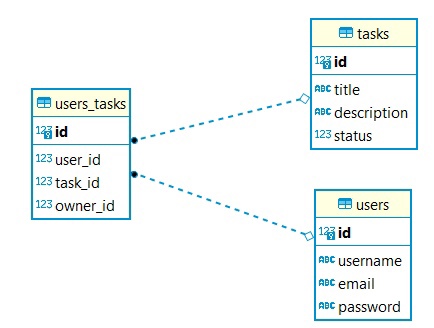 users_tasks
123 id
123 user_id
123 task_id
123 owner_id
tasks
123 id
ABC title
ABC description
123 status
users
123 id
ABC username
ABC email
ABC password